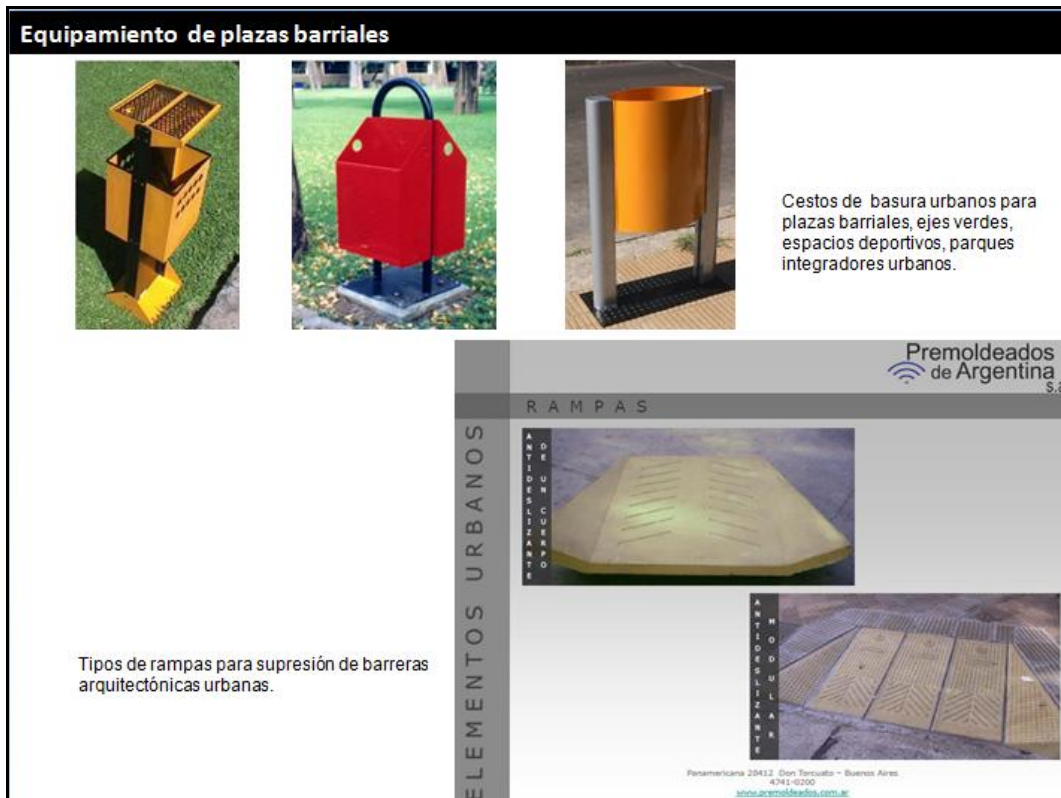 Equipamiento de plazas barriales
Cestos de basura urbanos para
plazas barriales, ejes verdes,
espacios deportivos, parques
integradores urbanos.
Premoldeados
de Argentina
s.a
RAMPAS
ELEMENTOS URBANOS
ANTIDESLIZANTE
DE UN CUERPO
ANTIDESLIZANTE
MODULAR
Tipos de rampas para supresión de barreras
arquitectónicas urbanas.
Panamericana 28412 Don Torcuato - Buenos Aires
4741-0200
www.premoldeados.com.ar